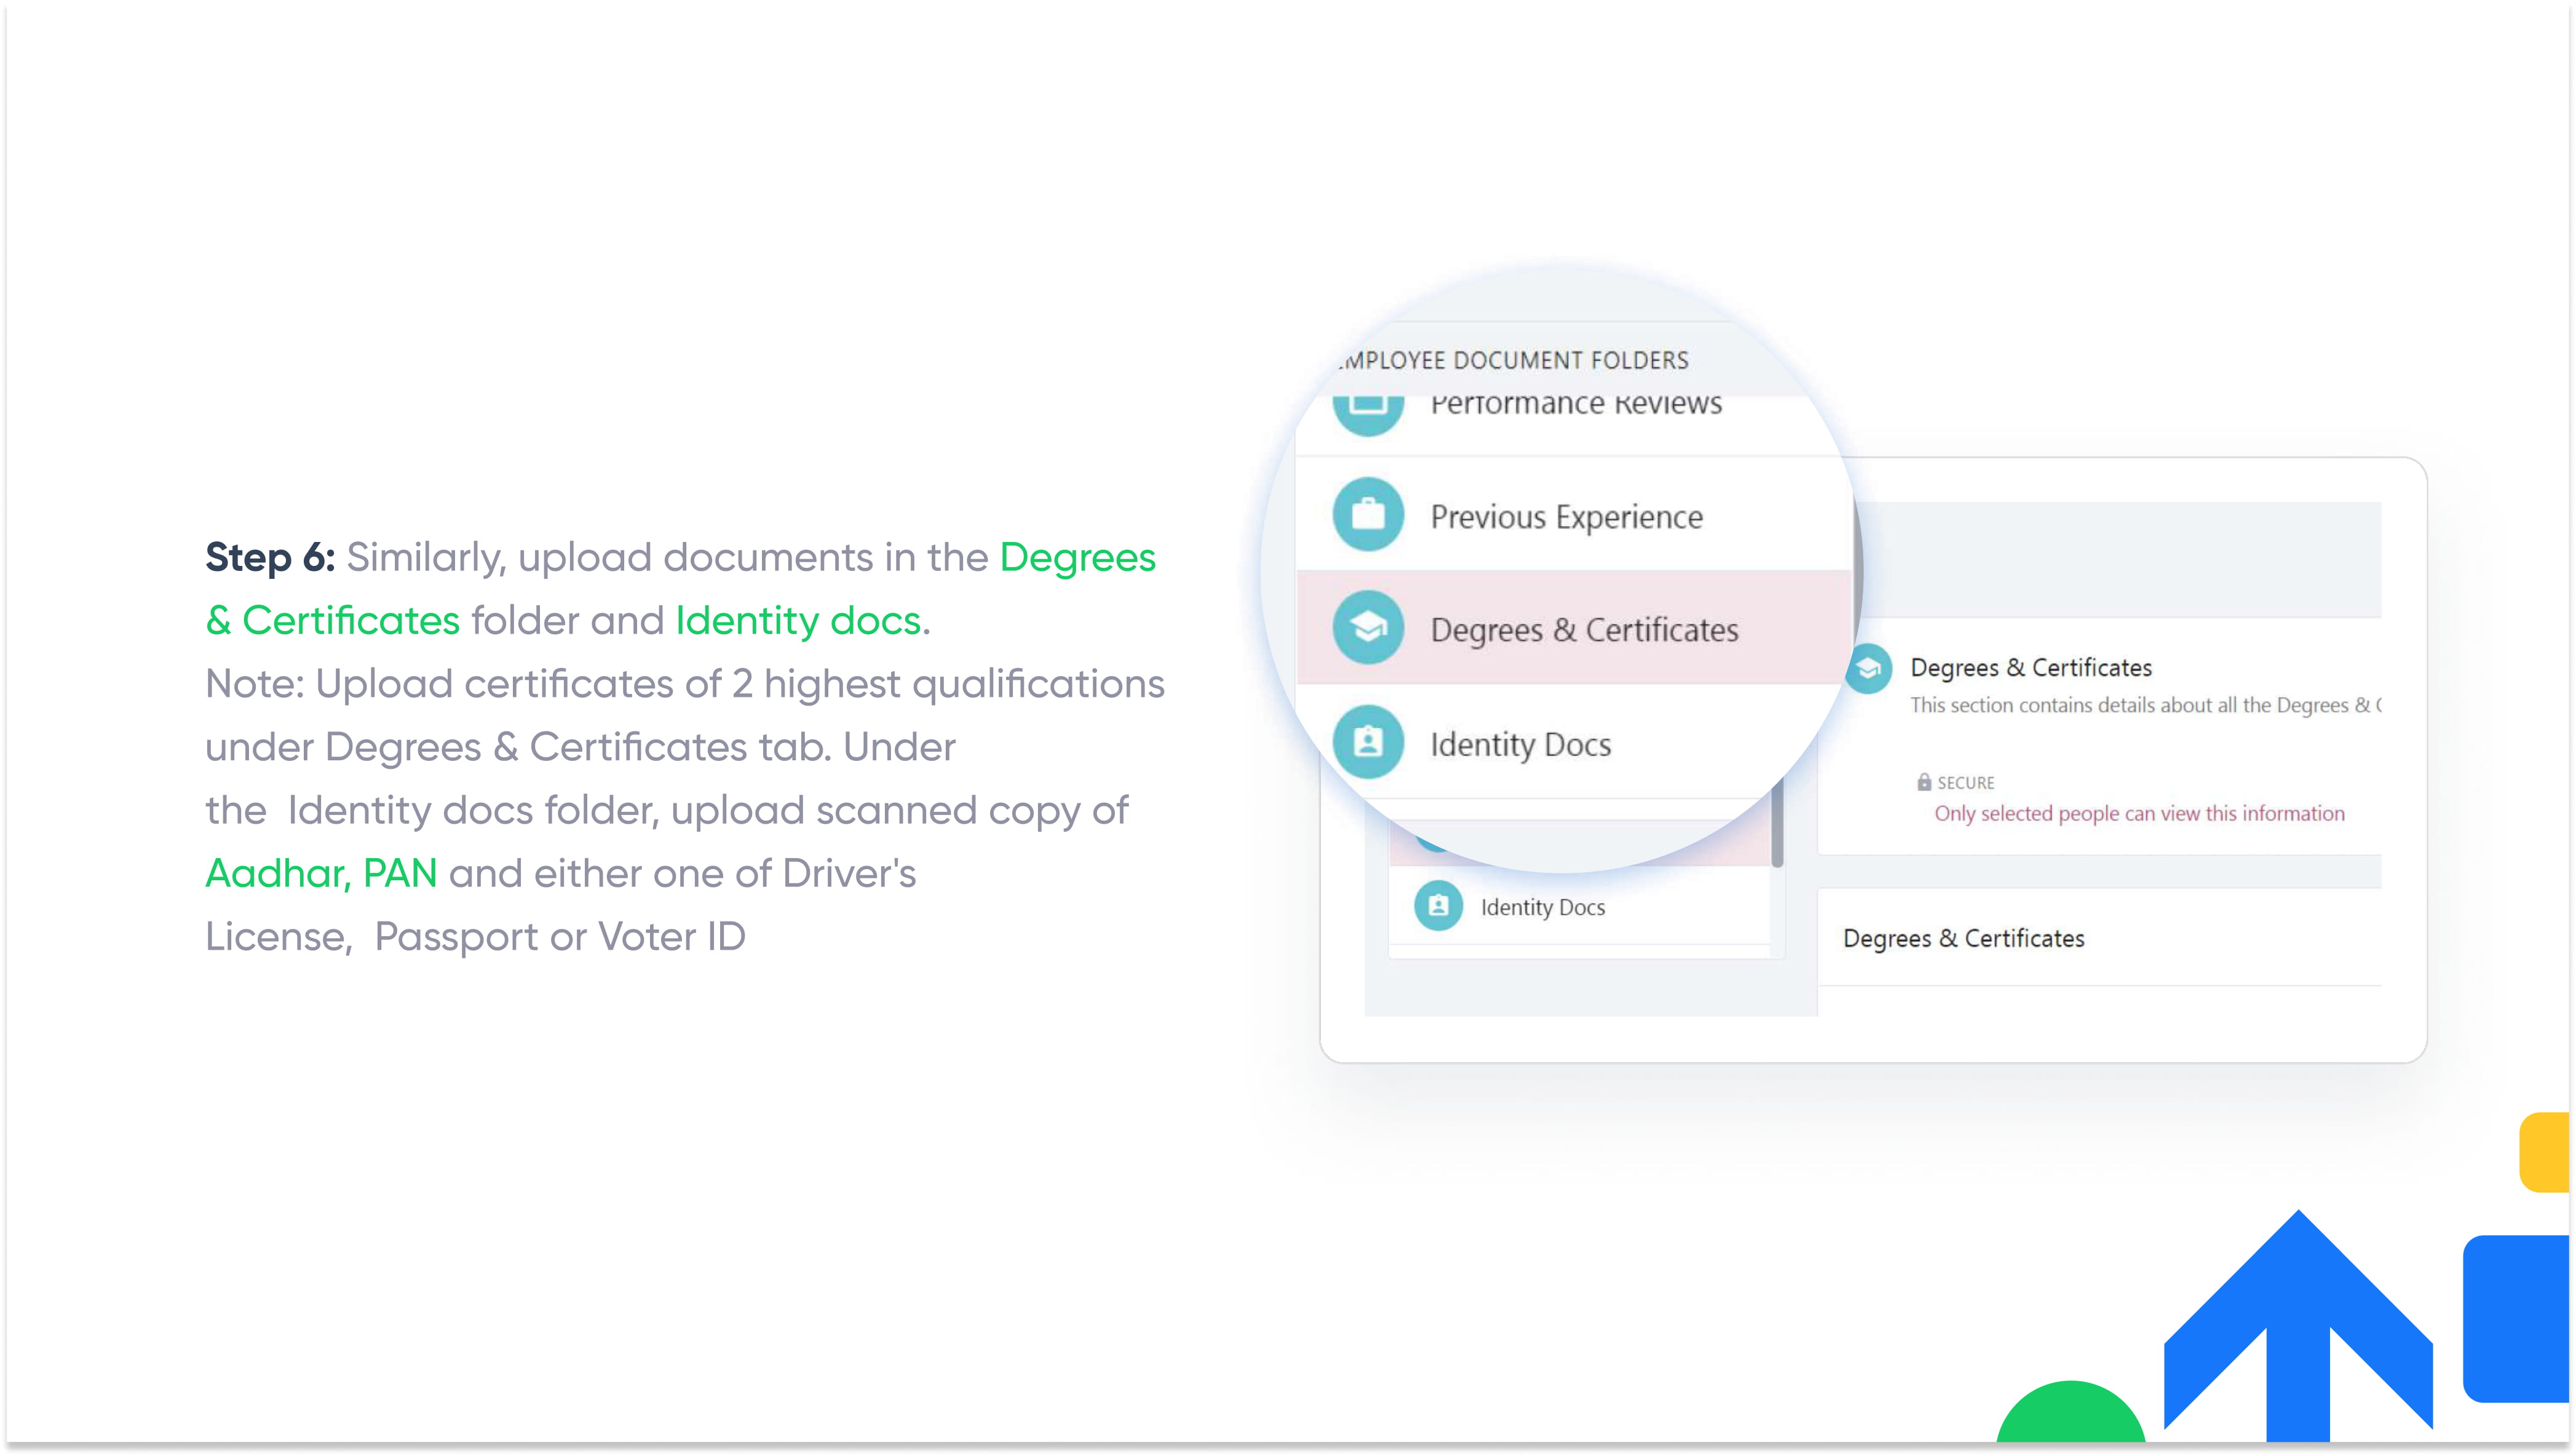 Step 6: Similarly, upload documents in the Degrees
& Certificates folder and Identity docs.
Note: Upload certificates of 2 highest qualifications
under Degrees & Certificates tab. Under
the  Identity docs folder, upload scanned copy of
Aadhar, PAN and either one of Driver's
License,  Passport or Voter ID
EMPLOYEE DOCUMENT FOLDERS
Performance Reviews
Previous Experience
Degrees & Certificates
Identity Docs
Identity Docs
Degrees & Certificates
This section contains details about all the Degrees &
SECURE
Only selected people can view this information
Degrees & Certificates